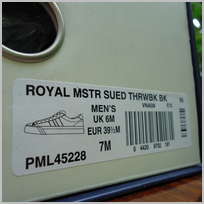 ROYAL MSTR SUED THRWBK BK
MEN'S
UK 6M
EUR 39½M
7M
PML45228